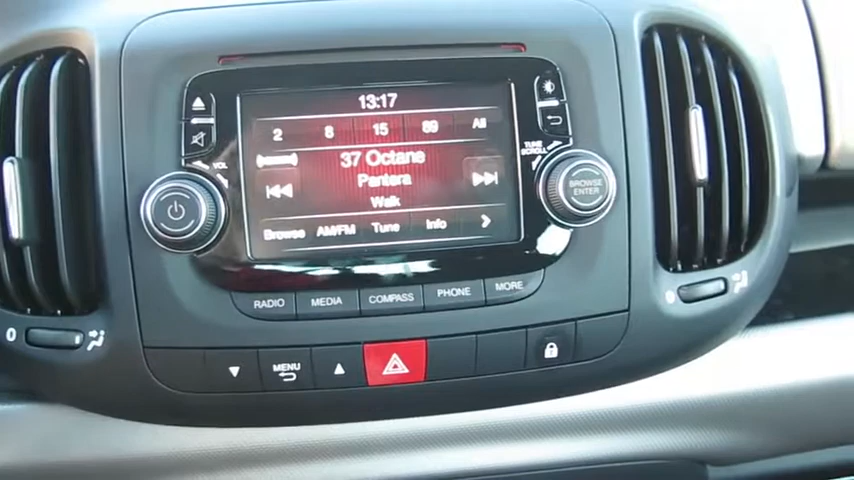 13:17
2 8 15 89 All
37 Octane
Pantera
Walk
Browse AM/FM Tune Info
VOL
TUNE
SCROLL
BROWSE
ENTER
RADIO MEDIA COMPASS PHONE MORE
MENU
0